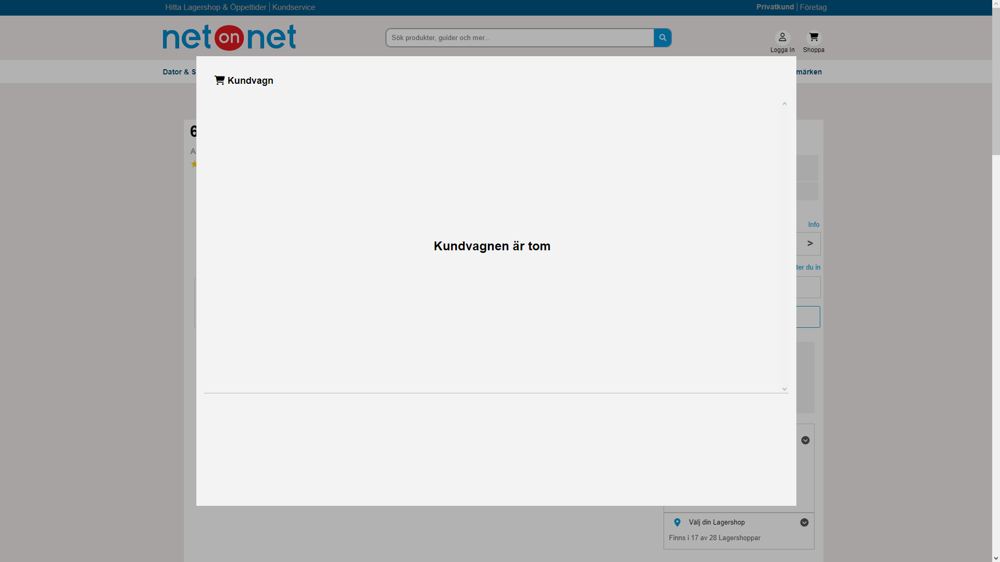 Hitta Lagershop & Öppettider
Kundservice
Privatkund
Företag
net on net
Sök produkter, guider och mer...
Logga In
Shoppa
Dator & S
märken
Kundvagn
6
A
Info
>
Kundvagnen är tom
ter du in
Välj din Lagershop
Finns i 17 av 28 Lagershoppar